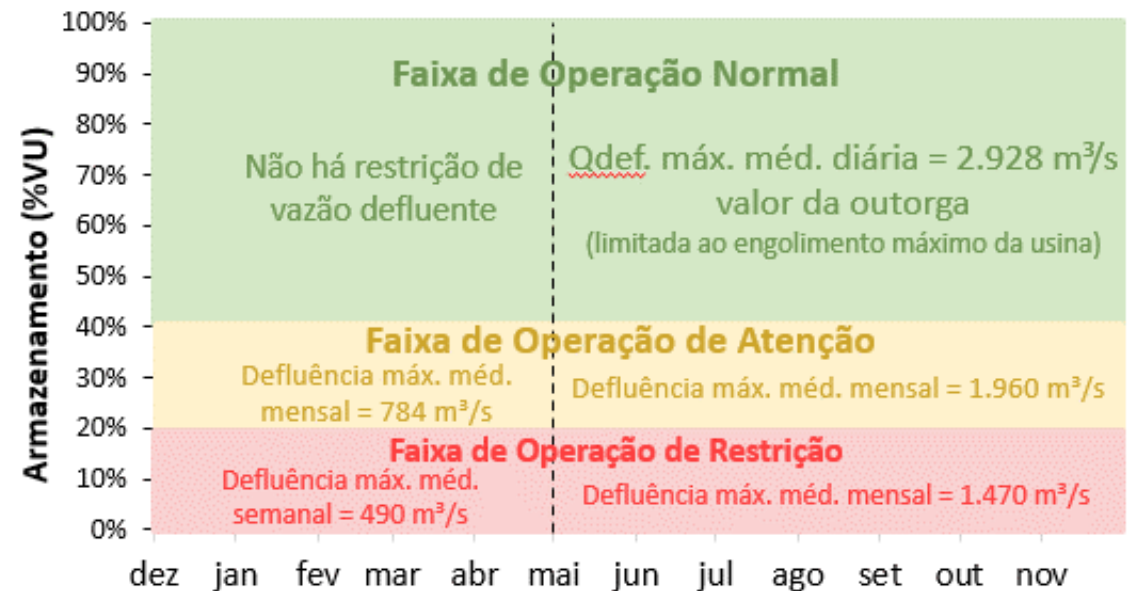 100%
90%
80%
70%
60%
50%
40%
30%
20%
10%
0%
Armazenamento (%VU)
Faixa de Operação Normal
Não há restrição de
vazão defluente
Qdef. máx. méd. diária = 2.928 m³/s
valor da outorga
(limitada ao engolimento máximo da usina)
Faixa de Operação de Atenção
Defluência máx. méd.
mensal = 784 m³/s
Defluência máx. méd. mensal = 1.960 m³/s
Faixa de Operação de Restrição
Defluência máx. méd.
semanal = 490 m³/s
Defluência máx. méd. mensal = 1.470 m³/s
dez jan fev mar abr mai jun jul ago set out nov